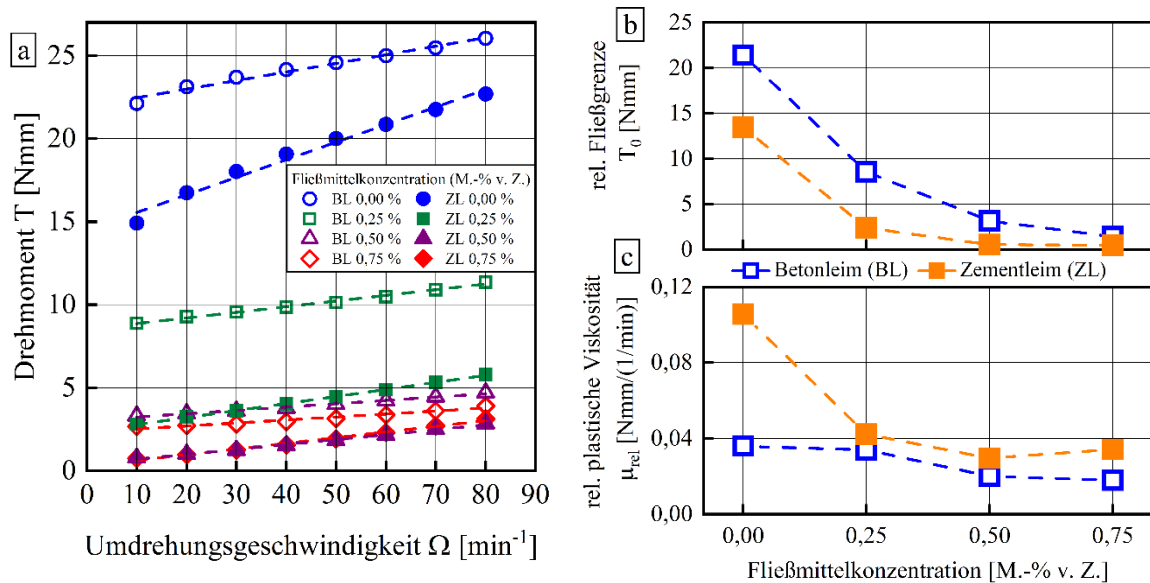 a
Drehmoment T [Nmm]
25
20
15
10
5
0
Fließmittelkonzentration (M.-% v. Z.)
BL 0,00 % ZL 0,00 %
BL 0,25 % ZL 0,25 %
BL 0,50 % ZL 0,50 %
BL 0,75 % ZL 0,75 %
0 10 20 30 40 50 60 70 80 90
Umdrehungsgeschwindigkeit Ω [min⁻¹]
b
rel. Fließgrenze
T₀ [Nmm]
25
20
15
10
5
0
c
Betonleim (BL) Zementleim (ZL)
rel. plastische Viskosität
μrel [Nmm/(1/min)]
0,12
0,08
0,04
0,00
0,00 0,25 0,50 0,75
Fließmittelkonzentration [M.-% v. Z.]